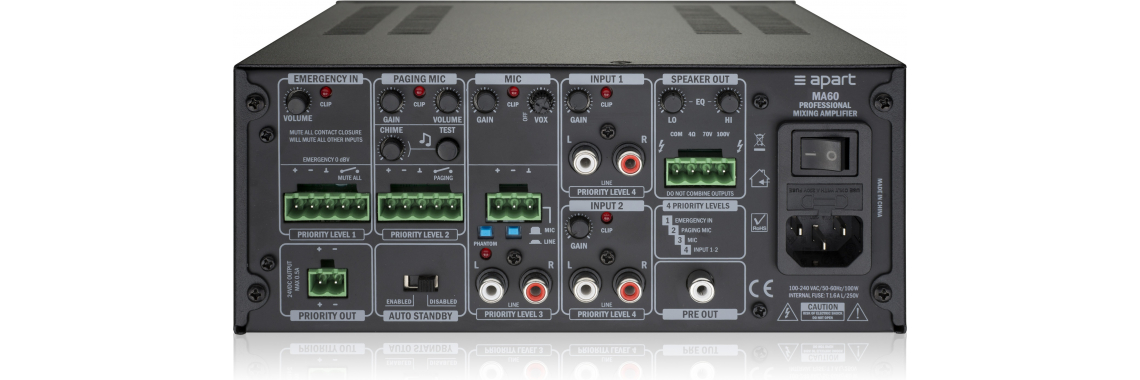 EMERGENCY IN
CLIP
VOLUME
MUTE ALL CONTACT CLOSURE
WILL MUTE ALL OTHER INPUTS
EMERGENCY 0 dBV
+ - ⊥
MUTE ALL
PRIORITY LEVEL 1
24VDC OUTPUT
MAX 0.5A
+ -
+ -
PRIORITY OUT
PAGING MIC
CLIP
GAIN VOLUME
CHIME TEST
+ - ⊥
PAGING
PRIORITY LEVEL 2
ENABLED DISABLED
AUTO STANDBY
MIC
CLIP
GAIN OFF VOX
+ - ⊥
MIC
LINE
PHANTOM
L R
LINE
PRIORITY LEVEL 3
INPUT 1
CLIP
GAIN
L R
LINE
PRIORITY LEVEL 4
INPUT 2
CLIP
GAIN
L R
LINE
PRIORITY LEVEL 4
SPEAKER OUT
EQ
LO HI
COM 4Ω 70V 100V
DO NOT COMBINE OUTPUTS
4 PRIORITY LEVELS
1 EMERGENCY IN
2 PAGING MIC
3 MIC
4 INPUT 1 2
PRE OUT
apart
MA60
PROFESSIONAL
MIXING AMPLIFIER
MADE IN CHINA
RoHS
CE
100-240 VAC/50-60Hz/100W
INTERNAL FUSE: T 1.6A L / 250V
CAUTION